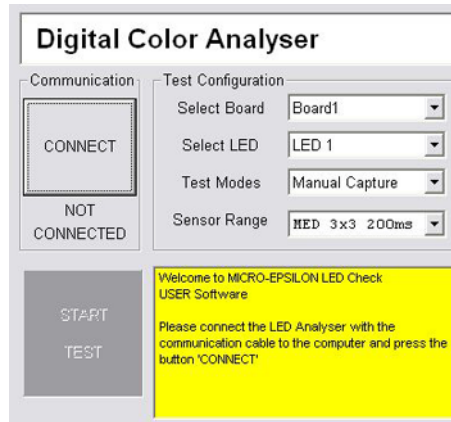 Digital Color Analyser
Communication
Test Configuration
CONNECT
NOT
CONNECTED
Select Board
Board1
Select LED
LED 1
Test Modes
Manual Capture
Sensor Range
MED 3x3 200ms
START
TEST
Welcome to MICRO-EPSILON LED Check
USER Software
Please connect the LED Analyser with the
communication cable to the computer and press the
button 'CONNECT'